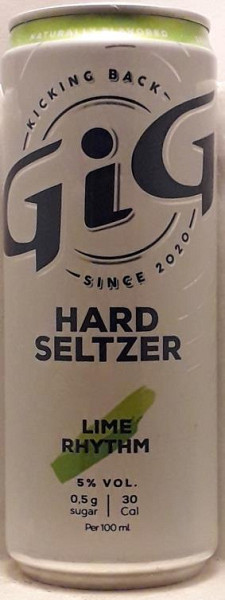 NATURALLY FLAVORED
KICKING BACK
GiG
SINCE 2020
HARD
SELTZER
LIME
RHYTHM
5% VOL.
0,5 g | 30
sugar | Cal
Per 100 ml